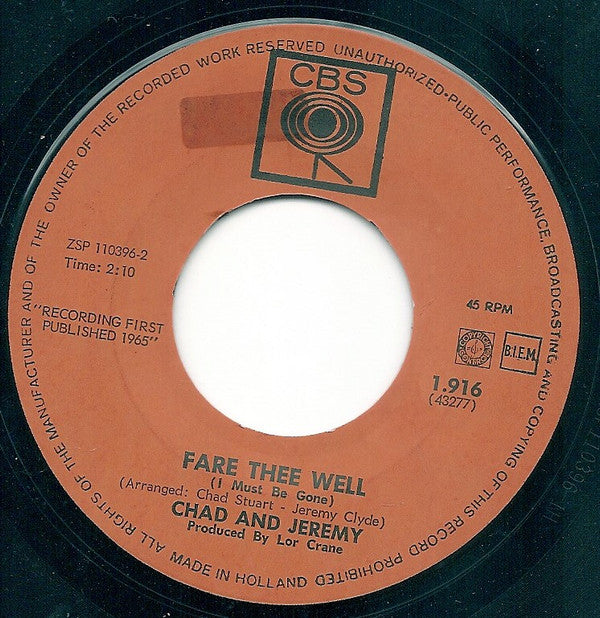 ALL RIGHTS OF THE MANUFACTURER AND OF THE OWNER OF THE RECORDED WORK RESERVED UNAUTHORIZED-PUBLIC PERFORMANCE, BROADCASTING AND COPYING OF THIS RECORD PROHIBITED
CBS
ZSP 110396-2
Time: 2:10
"RECORDING FIRST
PUBLISHED 1965"
45 RPM
B.I.E.M.
1.916
(43277)
FARE THEE WELL
(I Must Be Gone)
(Arranged: Chad Stuart - Jeremy Clyde)
CHAD AND JEREMY
Produced By Lor Crane
MADE IN HOLLAND